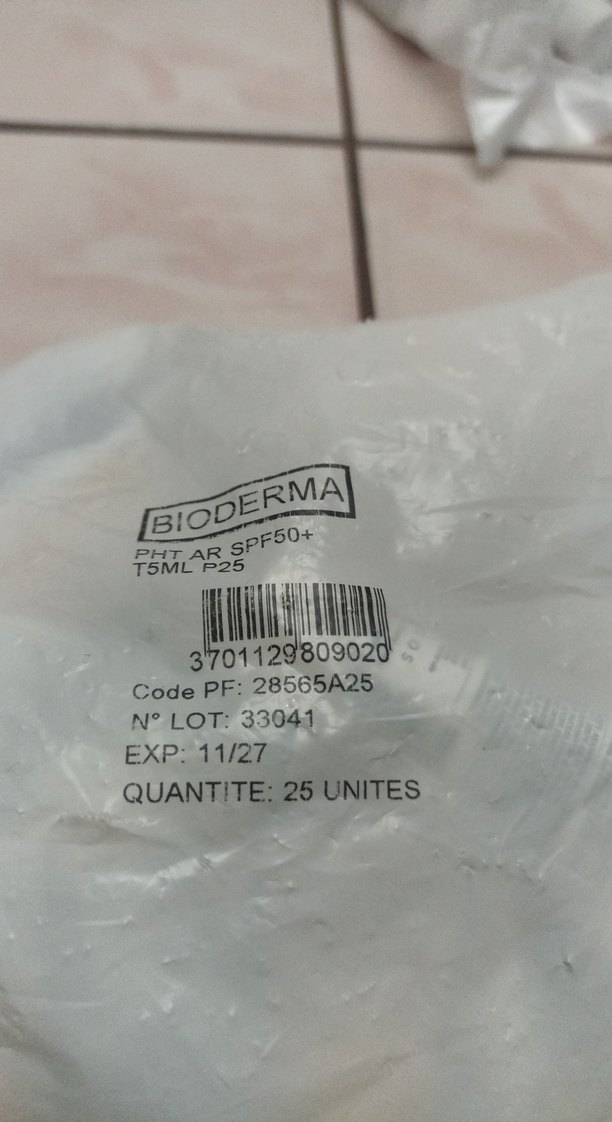 BIODERMA
PHT AR SPF50+
T5ML P25
3701129809020
Code PF: 28565A25
N° LOT: 33041
EXP: 11/27
QUANTITE: 25 UNITES